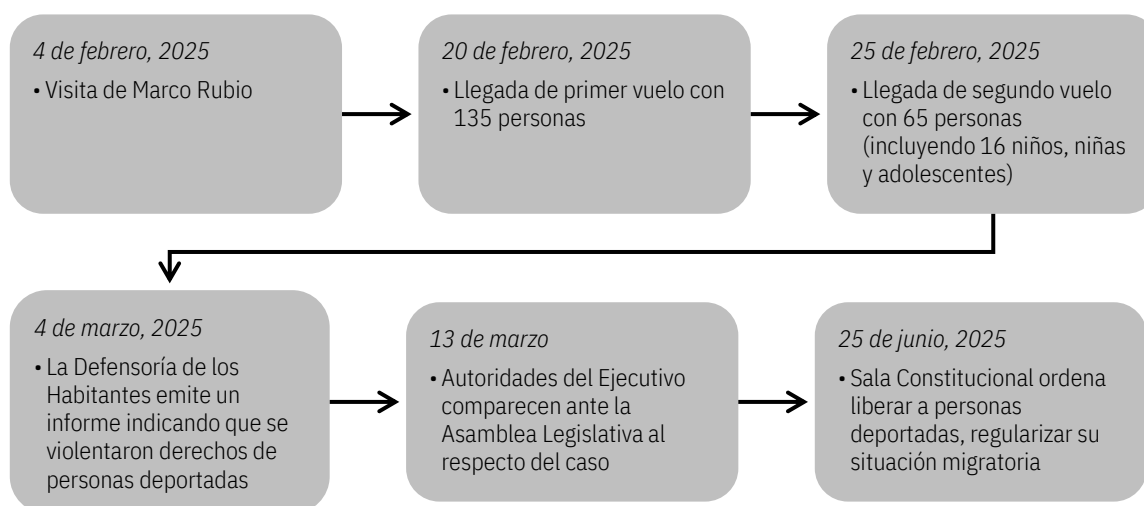 4 de febrero, 2025
• Visita de Marco Rubio
20 de febrero, 2025
• Llegada de primer vuelo con
135 personas
25 de febrero, 2025
• Llegada de segundo vuelo
con 65 personas
(incluyendo 16 niños, niñas
y adolescentes)
4 de marzo, 2025
• La Defensoría de los
Habitantes emite un
informe indicando que se
violentaron derechos de
personas deportadas
13 de marzo
• Autoridades del Ejecutivo
comparecen ante la
Asamblea Legislativa al
respecto del caso
25 de junio, 2025
• Sala Constitucional ordena
liberar a personas
deportadas, regularizar su
situación migratoria